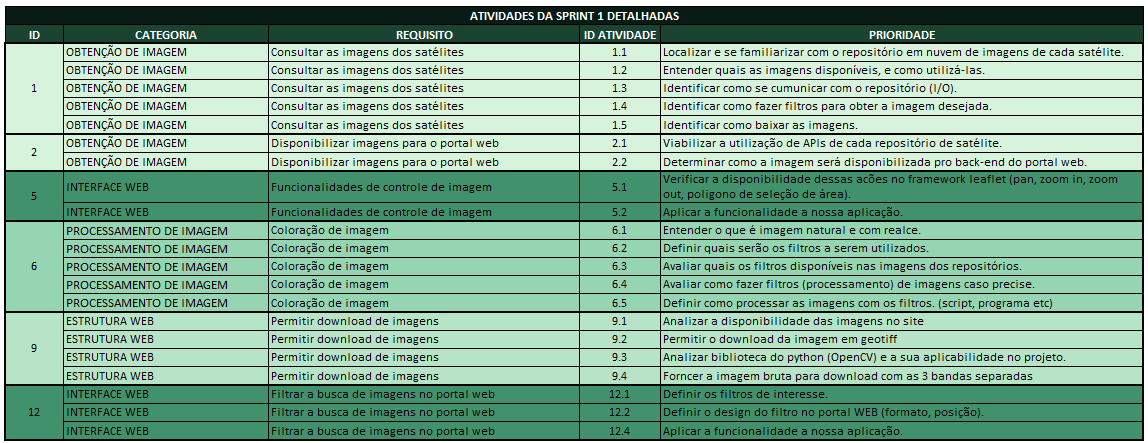 ATIVIDADES DA SPRINT 1 DETALHADAS
ID CATEGORIA REQUISITO ID ATIVIDADE PRIORIDADE
1
OBTENÇÃO DE IMAGEM Consultar as imagens dos satélites 1.1 Localizar e se familiarizar com o repositório em nuvem de imagens de cada satélite.
OBTENÇÃO DE IMAGEM Consultar as imagens dos satélites 1.2 Entender quais as imagens disponíveis, e como utilizá-las.
OBTENÇÃO DE IMAGEM Consultar as imagens dos satélites 1.3 Identificar como se cumunicar com o repositório (I/O).
OBTENÇÃO DE IMAGEM Consultar as imagens dos satélites 1.4 Identificar como fazer filtros para obter a imagem desejada.
OBTENÇÃO DE IMAGEM Consultar as imagens dos satélites 1.5 Identificar como baixar as imagens.
2
OBTENÇÃO DE IMAGEM Disponibilizar imagens para o portal web 2.1 Viabilizar a utilização de APIs de cada repositório de satélite.
OBTENÇÃO DE IMAGEM Disponibilizar imagens para o portal web 2.2 Determinar como a imagem será disponibilizada pro back-end do portal web.
5
INTERFACE WEB Funcionalidades de controle de imagem 5.1 Verificar a disponibilidade dessas acões no framework leaflet (pan, zoom in, zoom
out, poligono de seleção de área).
INTERFACE WEB Funcionalidades de controle de imagem 5.2 Aplicar a funcionalidade a nossa aplicação.
6
PROCESSAMENTO DE IMAGEM Coloração de imagem 6.1 Entender o que é imagem natural e com realce.
PROCESSAMENTO DE IMAGEM Coloração de imagem 6.2 Definir quais serão os filtros a serem utilizados.
PROCESSAMENTO DE IMAGEM Coloração de imagem 6.3 Avaliar quais os filtros disponíveis nas imagens dos repositórios.
PROCESSAMENTO DE IMAGEM Coloração de imagem 6.4 Avaliar como fazer filtros (processamento) de imagens caso precise.
PROCESSAMENTO DE IMAGEM Coloração de imagem 6.5 Definir como processar as imagens com os filtros. (script, programa etc)
9
ESTRUTURA WEB Permitir download de imagens 9.1 Analizar a disponibilidade das imagens no site
ESTRUTURA WEB Permitir download de imagens 9.2 Permitir o download da imagem em geotiff
ESTRUTURA WEB Permitir download de imagens 9.3 Analizar biblioteca do python (OpenCV) e a sua aplicabilidade no projeto.
ESTRUTURA WEB Permitir download de imagens 9.4 Forncer a imagem bruta para download com as 3 bandas separadas
12
INTERFACE WEB Filtrar a busca de imagens no portal web 12.1 Definir os filtros de interesse.
INTERFACE WEB Filtrar a busca de imagens no portal web 12.2 Definir o design do filtro no portal WEB (formato, posição).
INTERFACE WEB Filtrar a busca de imagens no portal web 12.4 Aplicar a funcionalidade a nossa aplicação.